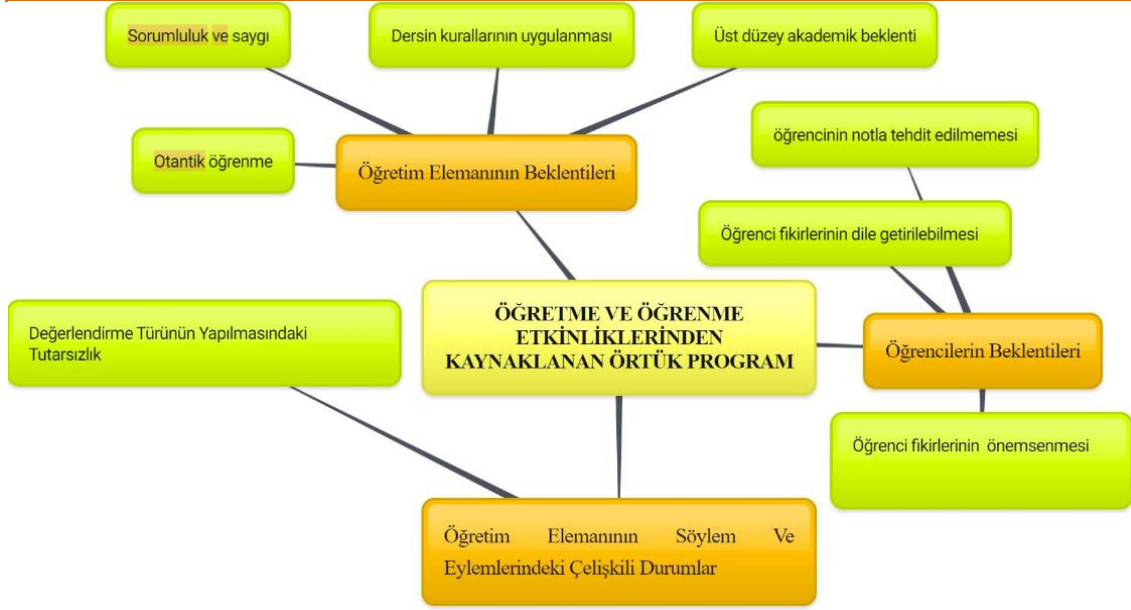 Sorumluluk ve saygı
Dersin kurallarının uygulanması
Üst düzey akademik beklenti
öğrencinin notla tehdit edilmemesi
Otantik öğrenme
Öğretim Elemanının Beklentileri
Öğrenci fikirlerinin dile getirilebilmesi
Değerlendirme Türünün Yapılmasındaki
Tutarsızlık
ÖĞRETME VE ÖĞRENME
ETKİNLİKLERİNDEN
KAYNAKLANAN ÖRTÜK PROGRAM
Öğrencilerin Beklentileri
Öğrenci fikirlerinin önemsenmesi
Öğretim Elemanının Söylem Ve
Eylemlerindeki Çelişkili Durumlar